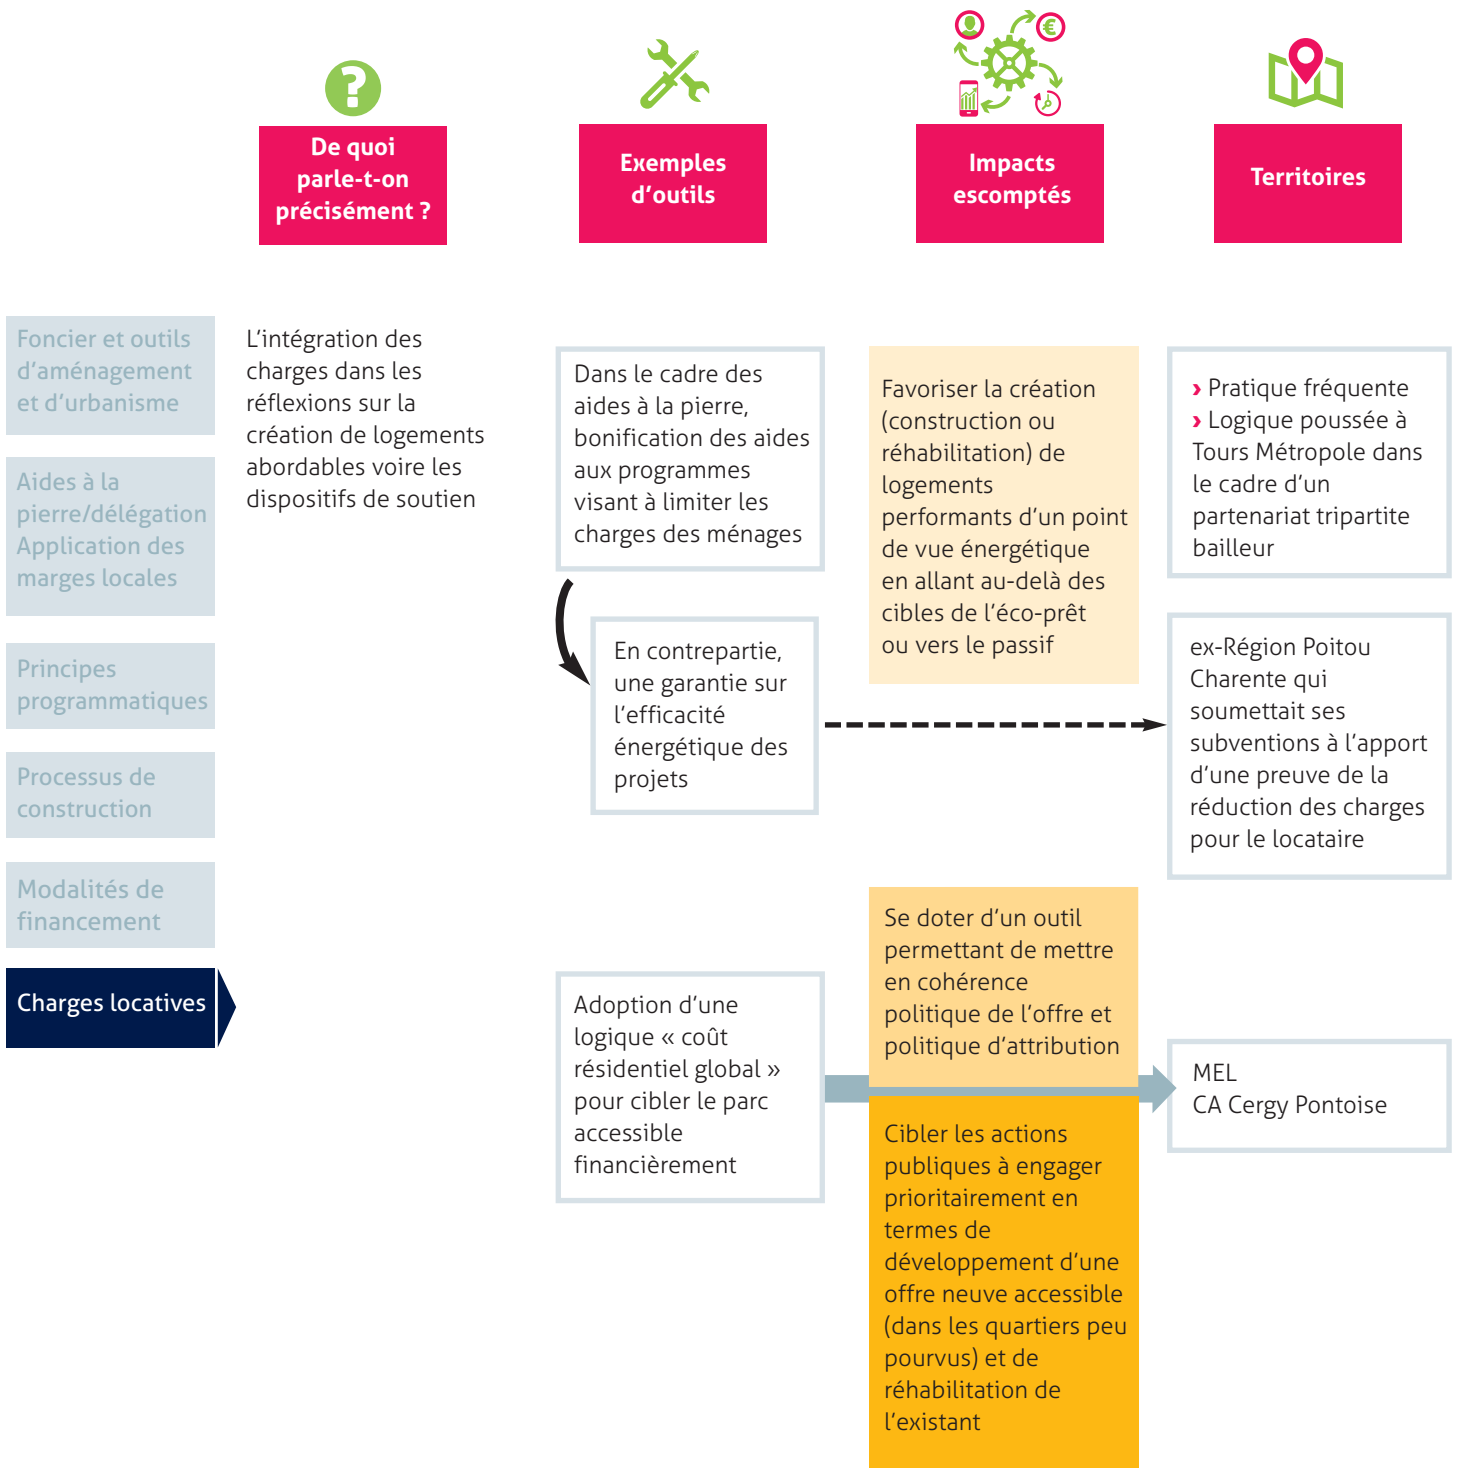 De quoi
parle-t-on
précisément ?
Exemples
d’outils
Impacts
escomptés
Territoires
Foncier et outils
d’aménagement
et d’urbanisme
Aides à la
pierre/délégation
Application des
marges locales
Principes
programmatiques
Processus de
construction
Modalités de
financement
Charges locatives
L’intégration des
charges dans les
réflexions sur la
création de logements
abordables voire les
dispositifs de soutien
Dans le cadre des
aides à la pierre,
bonification des aides
aux programmes
visant à limiter les
charges des ménages
En contrepartie,
une garantie sur
l’efficacité
énergétique des
projets
Favoriser la création
(construction ou
réhabilitation) de
logements
performants d’un point
de vue énergétique
en allant au-delà des
cibles de l’éco-prêt
ou vers le passif
› Pratique fréquente
› Logique poussée à
Tours Métropole dans
le cadre d’un
partenariat tripartite
bailleur
ex-Région Poitou
Charente qui
soumettait ses
subventions à l’apport
d’une preuve de la
réduction des charges
pour le locataire
Adoption d’une
logique « coût
résidentiel global »
pour cibler le parc
accessible
financièrement
Se doter d’un outil
permettant de mettre
en cohérence
politique de l’offre et
politique d’attribution
Cibler les actions
publiques à engager
prioritairement en
termes de
développement d’une
offre neuve accessible
(dans les quartiers peu
pourvus) et de
réhabilitation de
l’existant
MEL
CA Cergy Pontoise